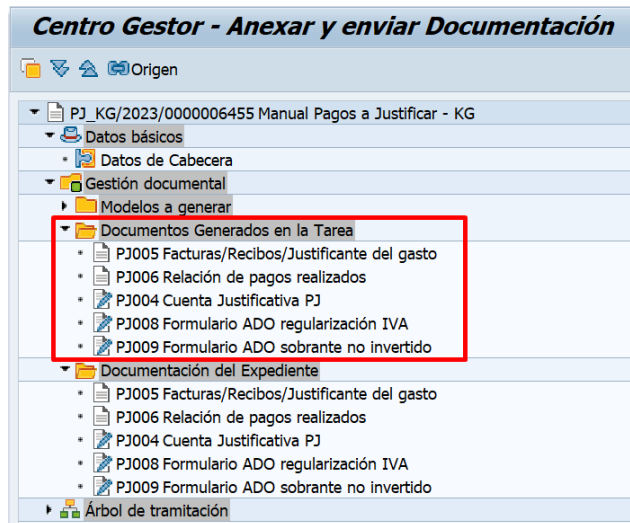 Centro Gestor - Anexar y enviar Documentación
Origen
PJ_KG/2023/0000006455 Manual Pagos a Justificar - KG
Datos básicos
Datos de Cabecera
Gestión documental
Modelos a generar
Documentos Generados en la Tarea
PJ005 Facturas/Recibos/Justificante del gasto
PJ006 Relación de pagos realizados
PJ004 Cuenta Justificativa PJ
PJ008 Formulario ADO regularización IVA
PJ009 Formulario ADO sobrante no invertido
Documentación del Expediente
PJ005 Facturas/Recibos/Justificante del gasto
PJ006 Relación de pagos realizados
PJ004 Cuenta Justificativa PJ
PJ008 Formulario ADO regularización IVA
PJ009 Formulario ADO sobrante no invertido
Árbol de tramitación